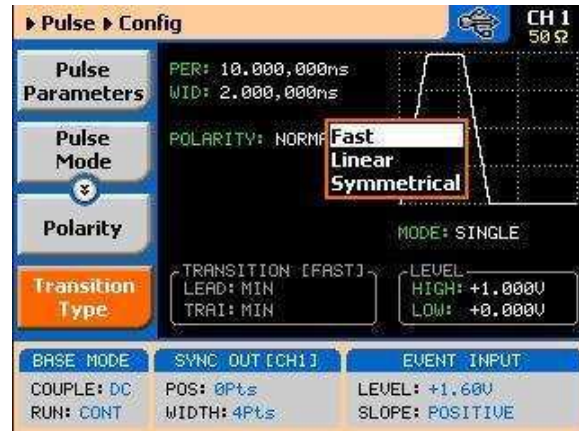 Pulse Config
CH 1
50 Ω
Pulse
Parameters
Pulse
Mode
Polarity
Transition
Type
PER: 10.000,000ms
WID: 2.000,000ms
POLARITY: NORMA
Fast
Linear
Symmetrical
MODE: SINGLE
TRANSITION [FAST]
LEAD: MIN
TRAI: MIN
LEVEL
HIGH: +1.000V
LOW: +0.000V
BASE MODE
COUPLE: DC
RUN: CONT
SYNC OUT [CH1]
POS: 0Pts
WIDTH: 4Pts
EVENT INPUT
LEVEL: +1.60V
SLOPE: POSITIVE